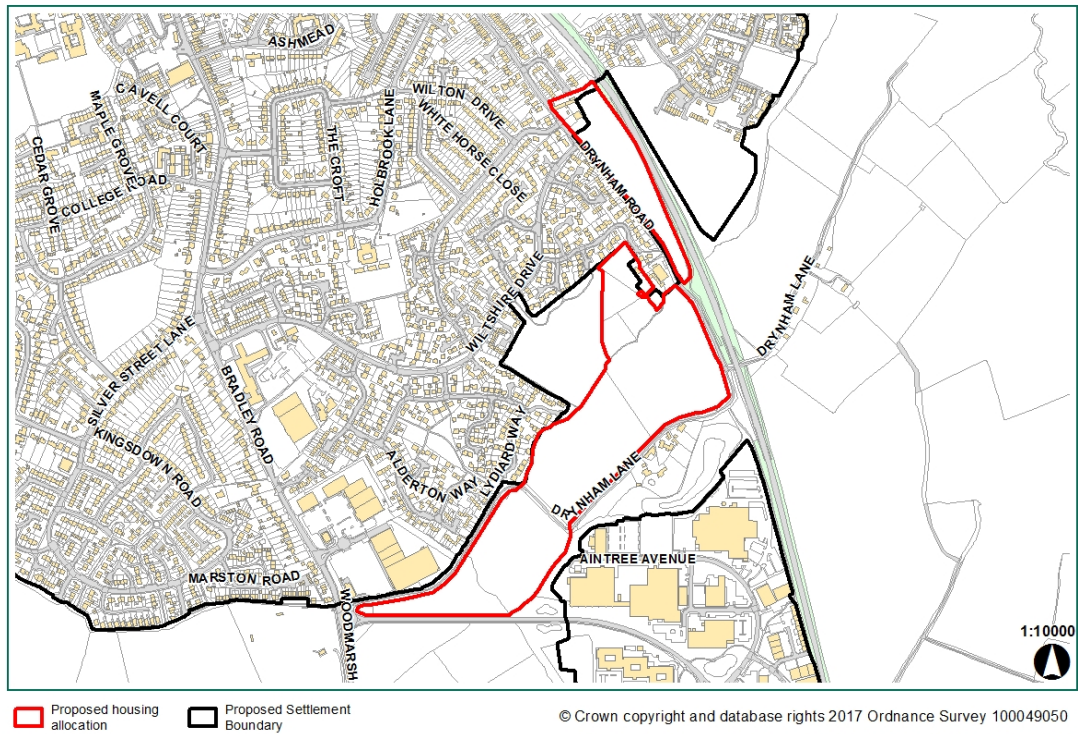 ASHMEAD
CAVELL COURT
MAPLE GROVE
WILTON DRIVE
WHITE HORSE CLOSE
HOLBROOK LANE
THE CROFT
CEDAR GROVE
COLLEGE ROAD
DRYNHAM ROAD
DRYNHAM LANE
WILTSHIRE DRIVE
SILVER STREET LANE
BRADLEY ROAD
KINGSDOWN ROAD
ALDERTON WAY
LYDIARD WAY
DRYNHAM LANE
AINTREE AVENUE
MARSTON ROAD
WOODMARSH
1:10000
Proposed housing
allocation
Proposed Settlement
Boundary
© Crown copyright and database rights 2017 Ordnance Survey 100049050